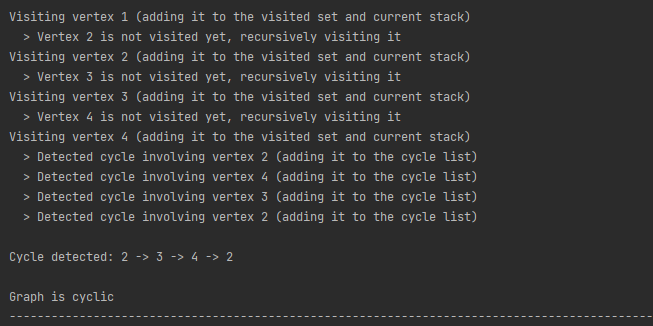 Visiting vertex 1 (adding it to the visited set and current stack)
  > Vertex 2 is not visited yet, recursively visiting it
Visiting vertex 2 (adding it to the visited set and current stack)
  > Vertex 3 is not visited yet, recursively visiting it
Visiting vertex 3 (adding it to the visited set and current stack)
  > Vertex 4 is not visited yet, recursively visiting it
Visiting vertex 4 (adding it to the visited set and current stack)
  > Detected cycle involving vertex 2 (adding it to the cycle list)
  > Detected cycle involving vertex 4 (adding it to the cycle list)
  > Detected cycle involving vertex 3 (adding it to the cycle list)
  > Detected cycle involving vertex 2 (adding it to the cycle list)

Cycle detected: 2 -> 3 -> 4 -> 2

Graph is cyclic
--------------------------------------------------------------------------------------------